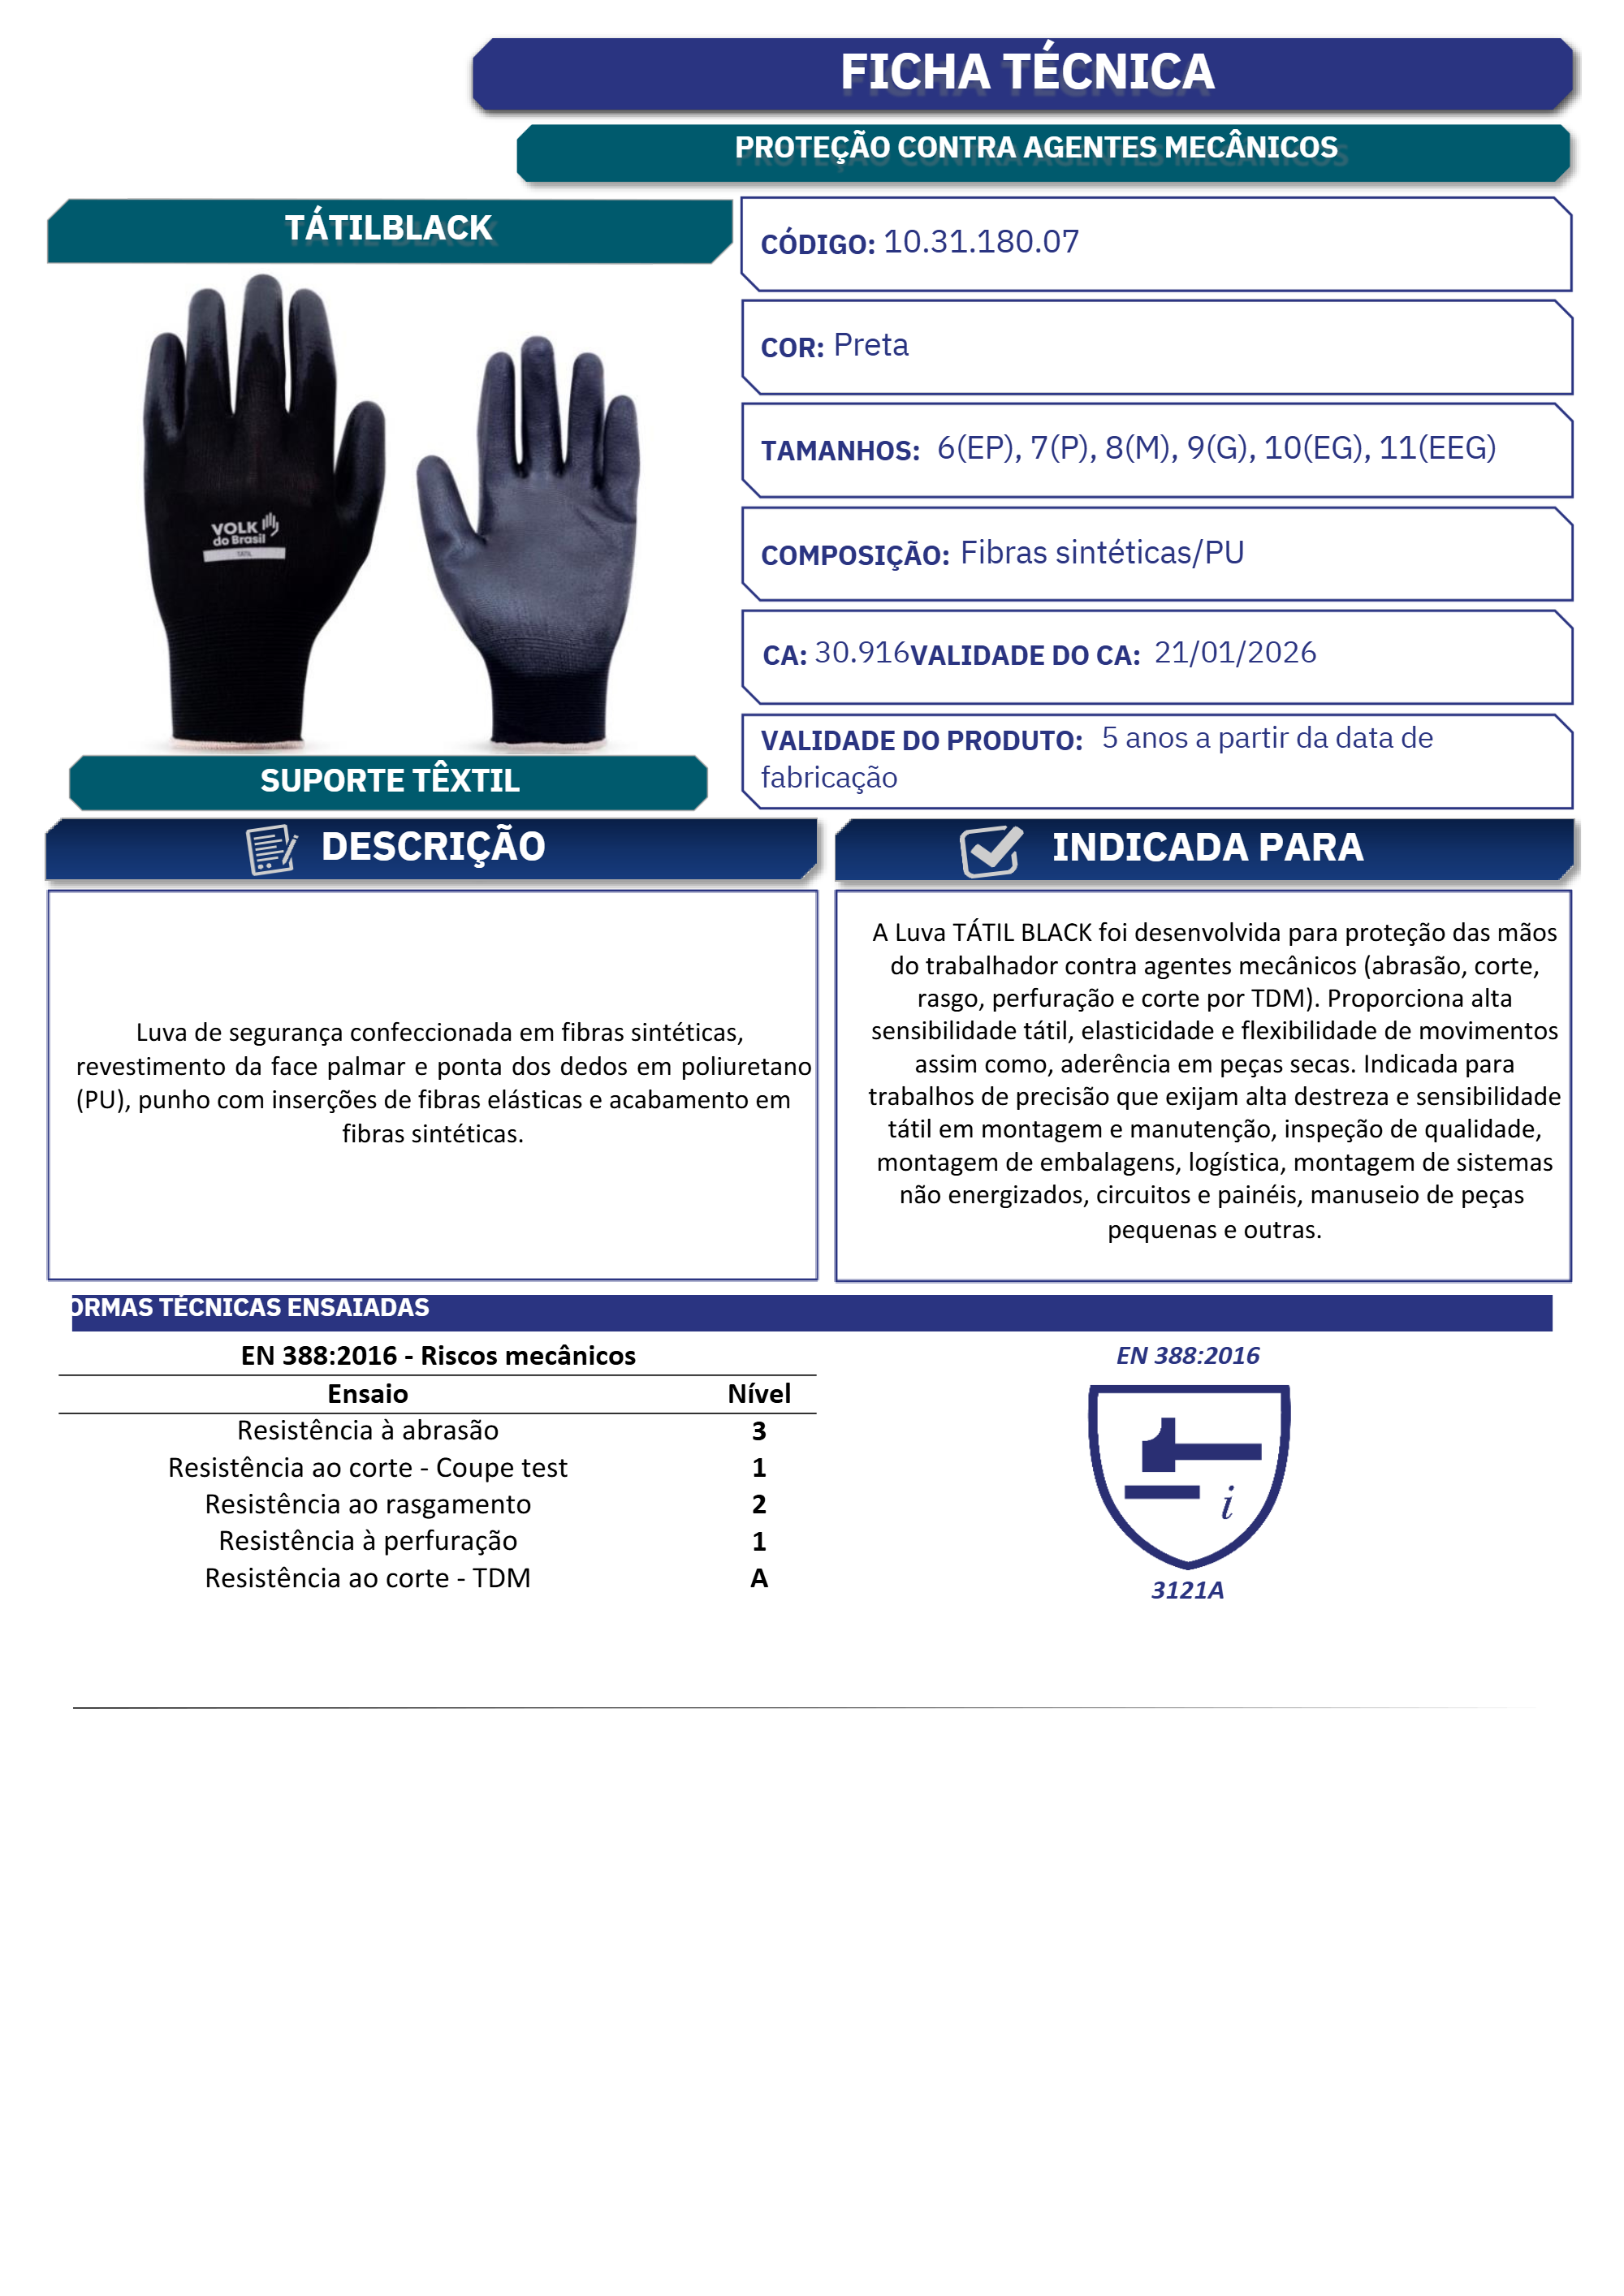 FICHA TÉCNICA
PROTEÇÃO CONTRA AGENTES MECÂNICOS
TÁTILBLACK
CÓDIGO: 10.31.180.07
COR: Preta
TAMANHOS: 6(EP), 7(P), 8(M), 9(G), 10(EG), 11(EEG)
COMPOSIÇÃO: Fibras sintéticas/PU
CA: 30.916VALIDADE DO CA: 21/01/2026
VALIDADE DO PRODUTO: 5 anos a partir da data de
fabricação
VOLK
do Brasil
TÁTIL
SUPORTE TÊXTIL
DESCRIÇÃO
Luva de segurança confeccionada em fibras sintéticas,
revestimento da face palmar e ponta dos dedos em poliuretano
(PU), punho com inserções de fibras elásticas e acabamento em
fibras sintéticas.
INDICADA PARA
A Luva TÁTIL BLACK foi desenvolvida para proteção das mãos
do trabalhador contra agentes mecânicos (abrasão, corte,
rasgo, perfuração e corte por TDM). Proporciona alta
sensibilidade tátil, elasticidade e flexibilidade de movimentos
assim como, aderência em peças secas. Indicada para
trabalhos de precisão que exijam alta destreza e sensibilidade
tátil em montagem e manutenção, inspeção de qualidade,
montagem de embalagens, logística, montagem de sistemas
não energizados, circuitos e painéis, manuseio de peças
pequenas e outras.
ORMAS TÉCNICAS ENSAIADAS
EN 388:2016 - Riscos mecânicos
Ensaio Nível
Resistência à abrasão 3
Resistência ao corte - Coupe test 1
Resistência ao rasgamento 2
Resistência à perfuração 1
Resistência ao corte - TDM A
EN 388:2016
i
3121A